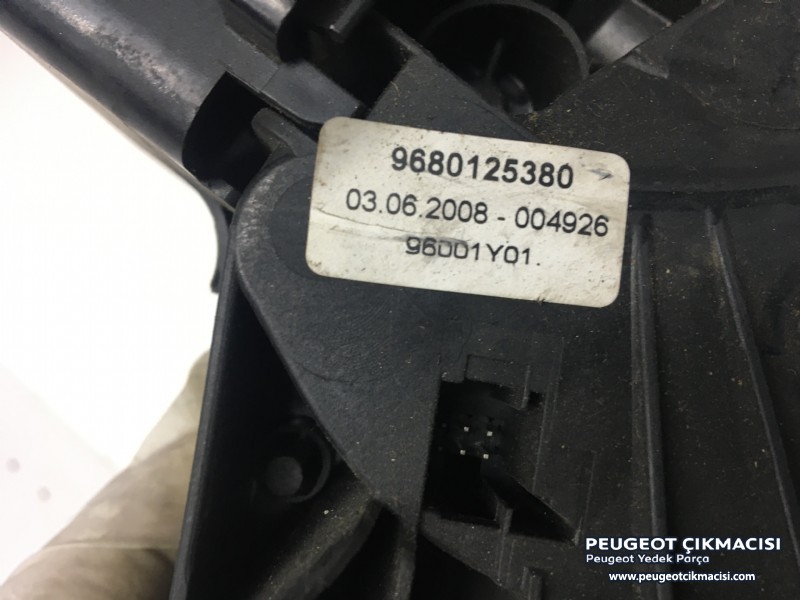 9680125380
03.06.2008 - 004926
96001Y01.
PEUGEOT ÇIKMACISI
Peugeot Yedek Parça
www.peugeotcikmacisi.com